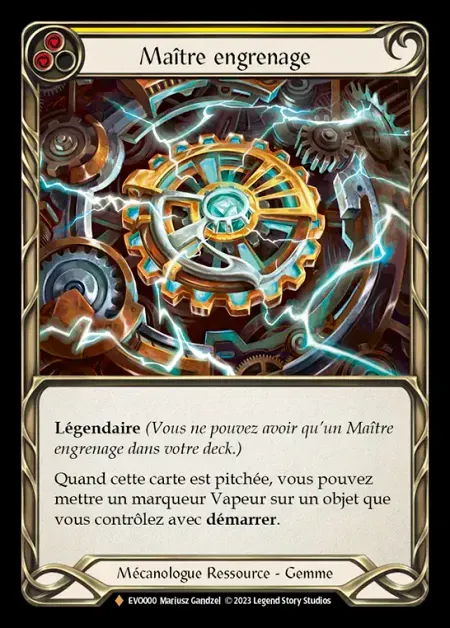 Maître engrenage
Légendaire (Vous ne pouvez avoir qu'un Maître
engrenage dans votre deck.)
Quand cette carte est pitchée, vous pouvez
mettre un marqueur Vapeur sur un objet que
vous contrôlez avec démarrer.
Mécanologue Ressource - Gemme
EVO000 Mariusz Gandzel ©2023 Legend Story Studios